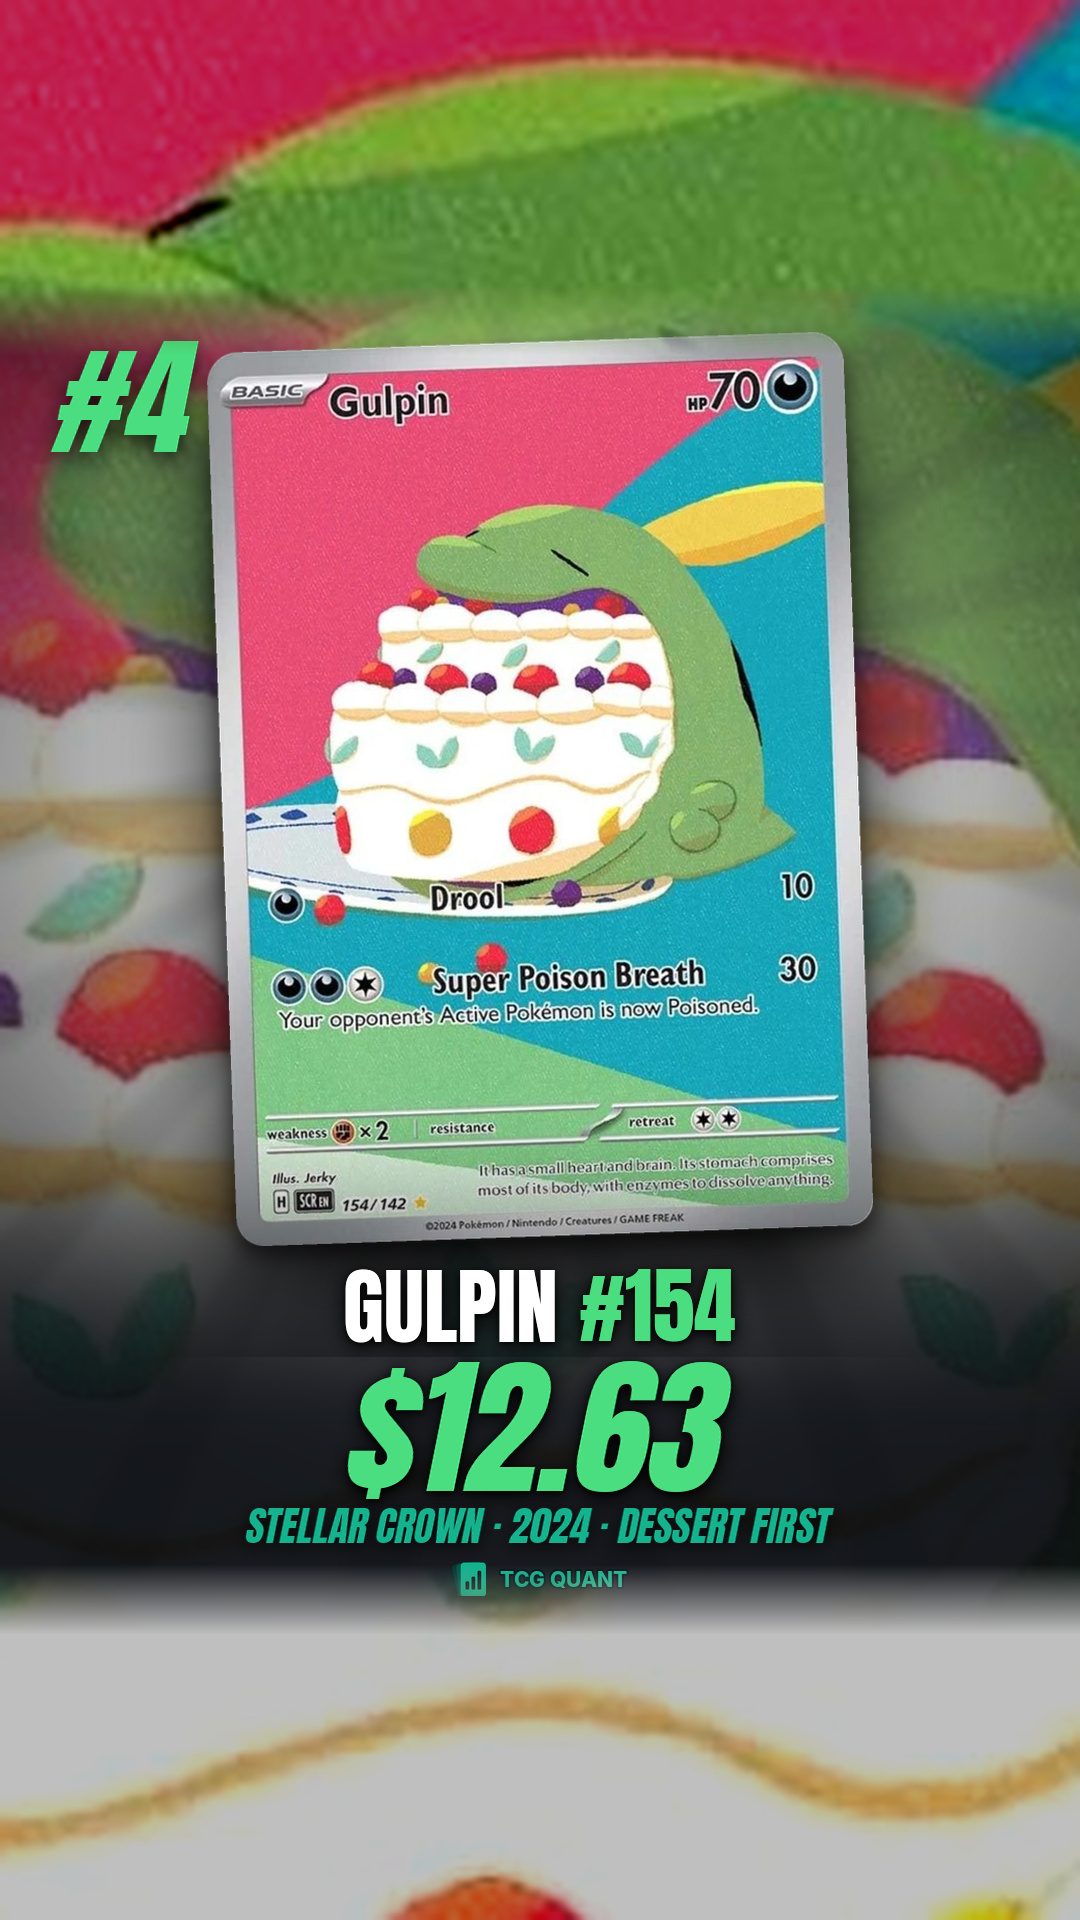 #4
BASIC Gulpin HP 70
Drool 10
Super Poison Breath 30
Your opponent's Active Pokémon is now Poisoned.
weakness ×2 resistance retreat
It has a small heart and brain. Its stomach comprises
most of its body, with enzymes to dissolve anything.
Illus. Jerky
H SCR EN 154/142
©2024 Pokémon / Nintendo / Creatures / GAME FREAK
GULPIN #154
$12.63
STELLAR CROWN · 2024 · DESSERT FIRST
TCG QUANT